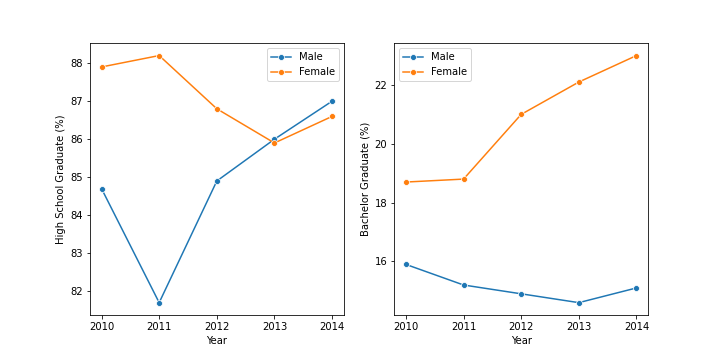 Male
Female
88
87
86
85
84
83
82
High School Graduate (%)
2010 2011 2012 2013 2014
Year
Male
Female
22
20
18
16
Bachelor Graduate (%)
2010 2011 2012 2013 2014
Year